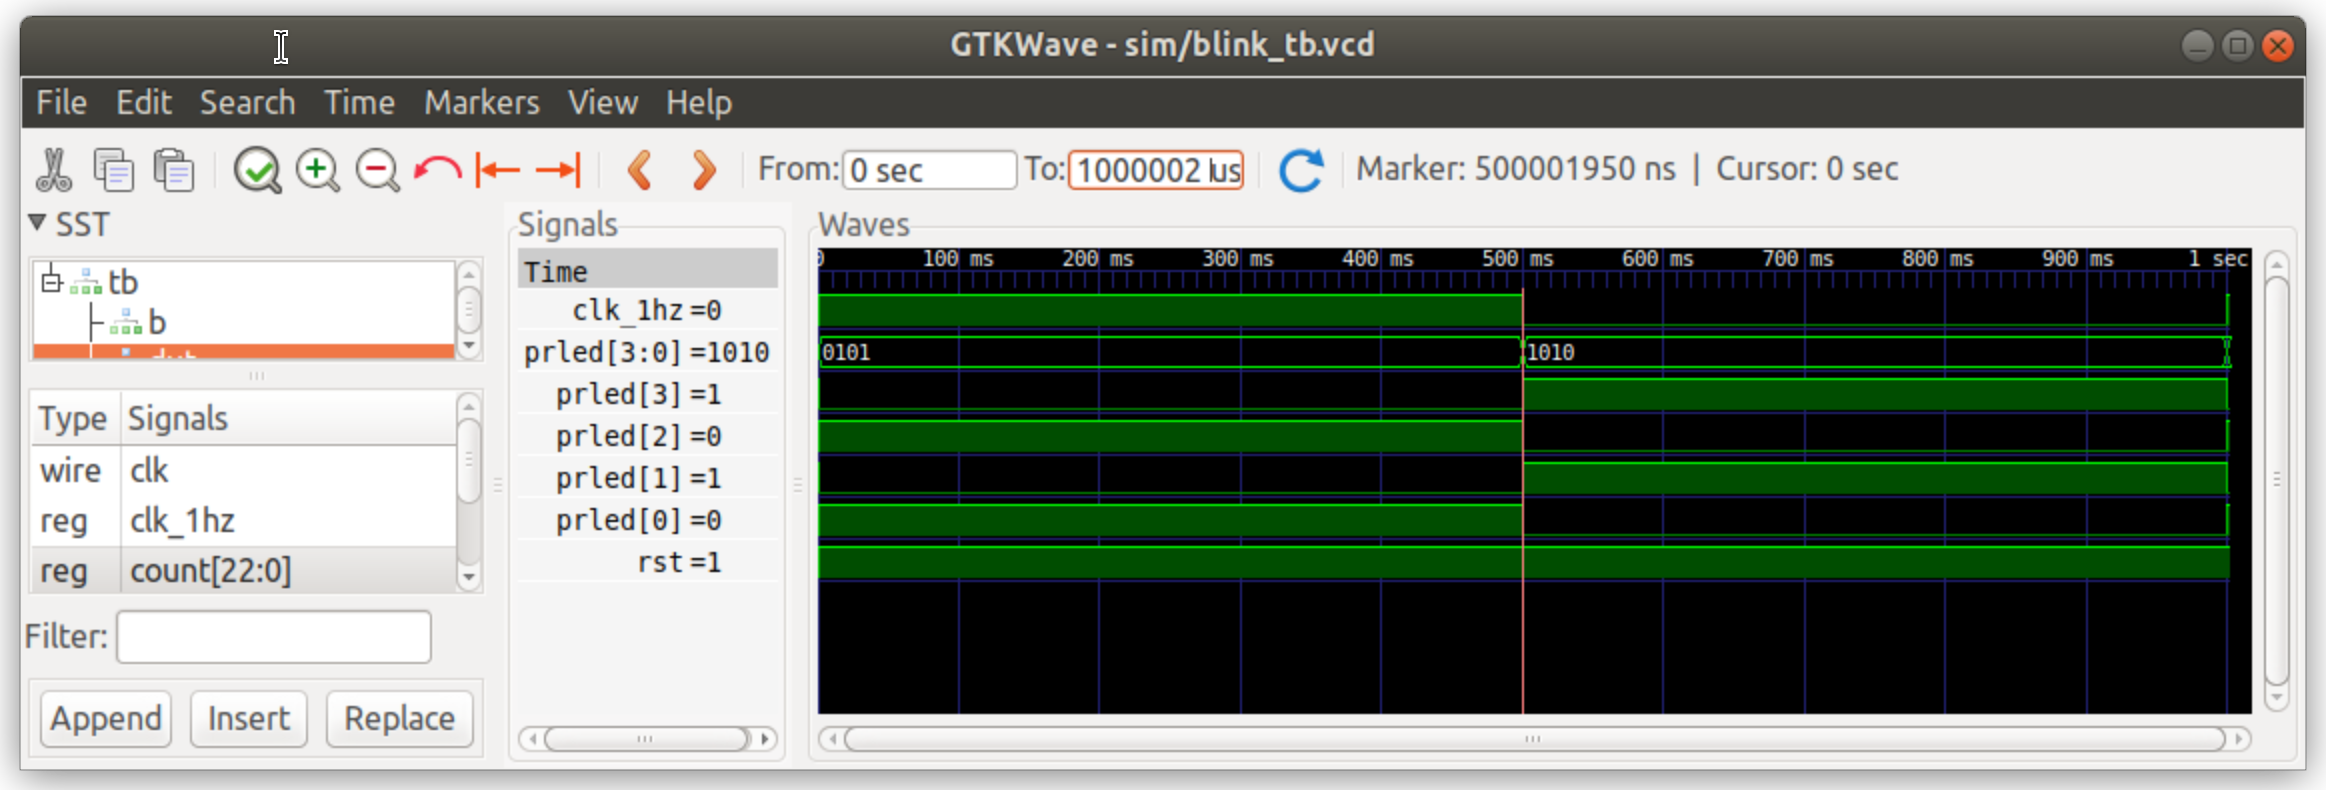 GTKWave - sim/blink_tb.vcd
File Edit Search Time Markers View Help
From: 0 sec To: 1000002 us Marker: 500001950 ns | Cursor: 0 sec
SST
tb
b
Type Signals
wire clk
reg clk_1hz
reg count[22:0]
Filter:
Append Insert Replace
Signals
Time
clk_1hz=0
prled[3:0]=1010
prled[3]=1
prled[2]=0
prled[1]=1
prled[0]=0
rst=1
Waves
0 100 ms 200 ms 300 ms 400 ms 500 ms 600 ms 700 ms 800 ms 900 ms 1 sec
0101 1010